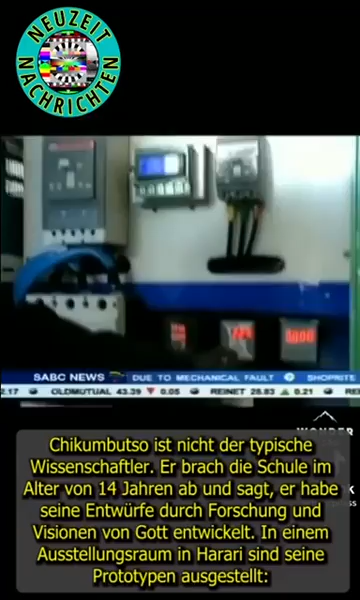 NEUZEIT
NACHRICHTEN
SABC NEWS DUE TO MECHANICAL FAULT SHOPRITE
2.17 OLDMUTUAL 43.39 0.05 REINET 28.83 0.21 RE
Chikumbutso ist nicht der typische
Wissenschaftler. Er brach die Schule im
Alter von 14 Jahren ab und sagt, er habe
seine Entwürfe durch Forschung und
Visionen von Gott entwickelt. In einem
Ausstellungsraum in Harari sind seine
Prototypen ausgestellt: